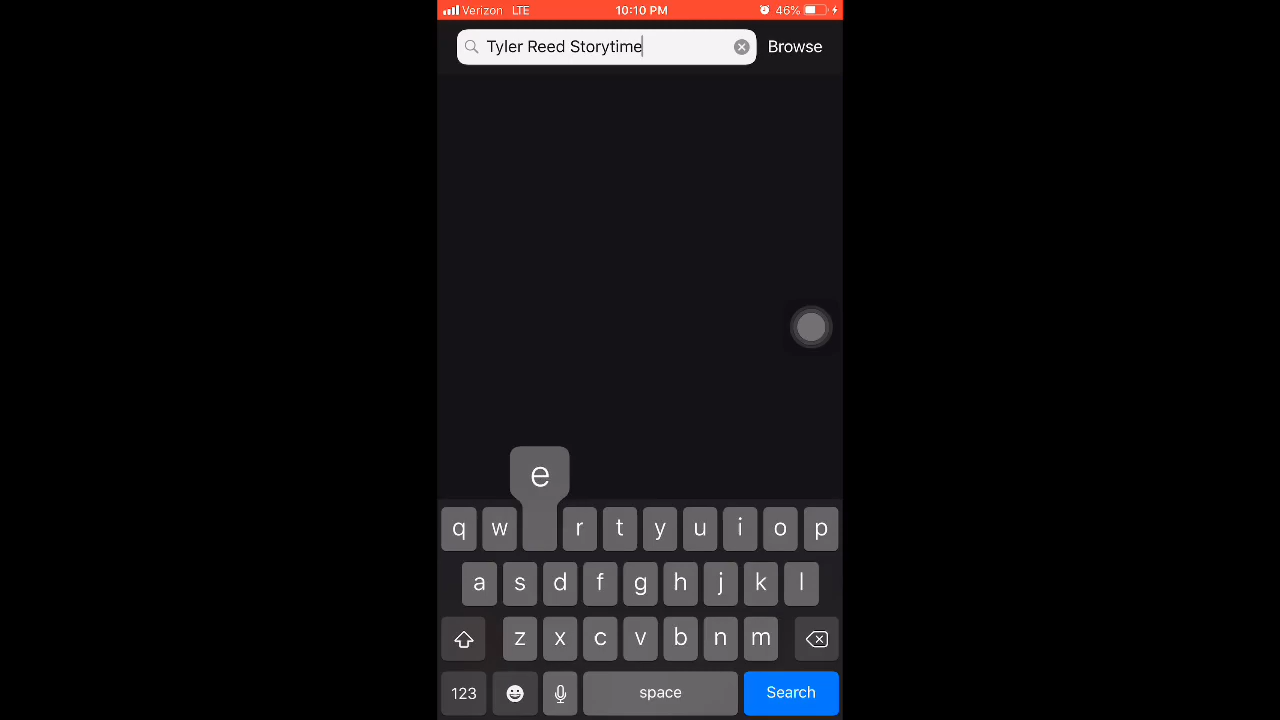 Verizon LTE 10:10 PM 46%
Tyler Reed Storytime Browse
e
q w r t y u i o p
a s d f g h j k l
z x c v b n m
123 space Search